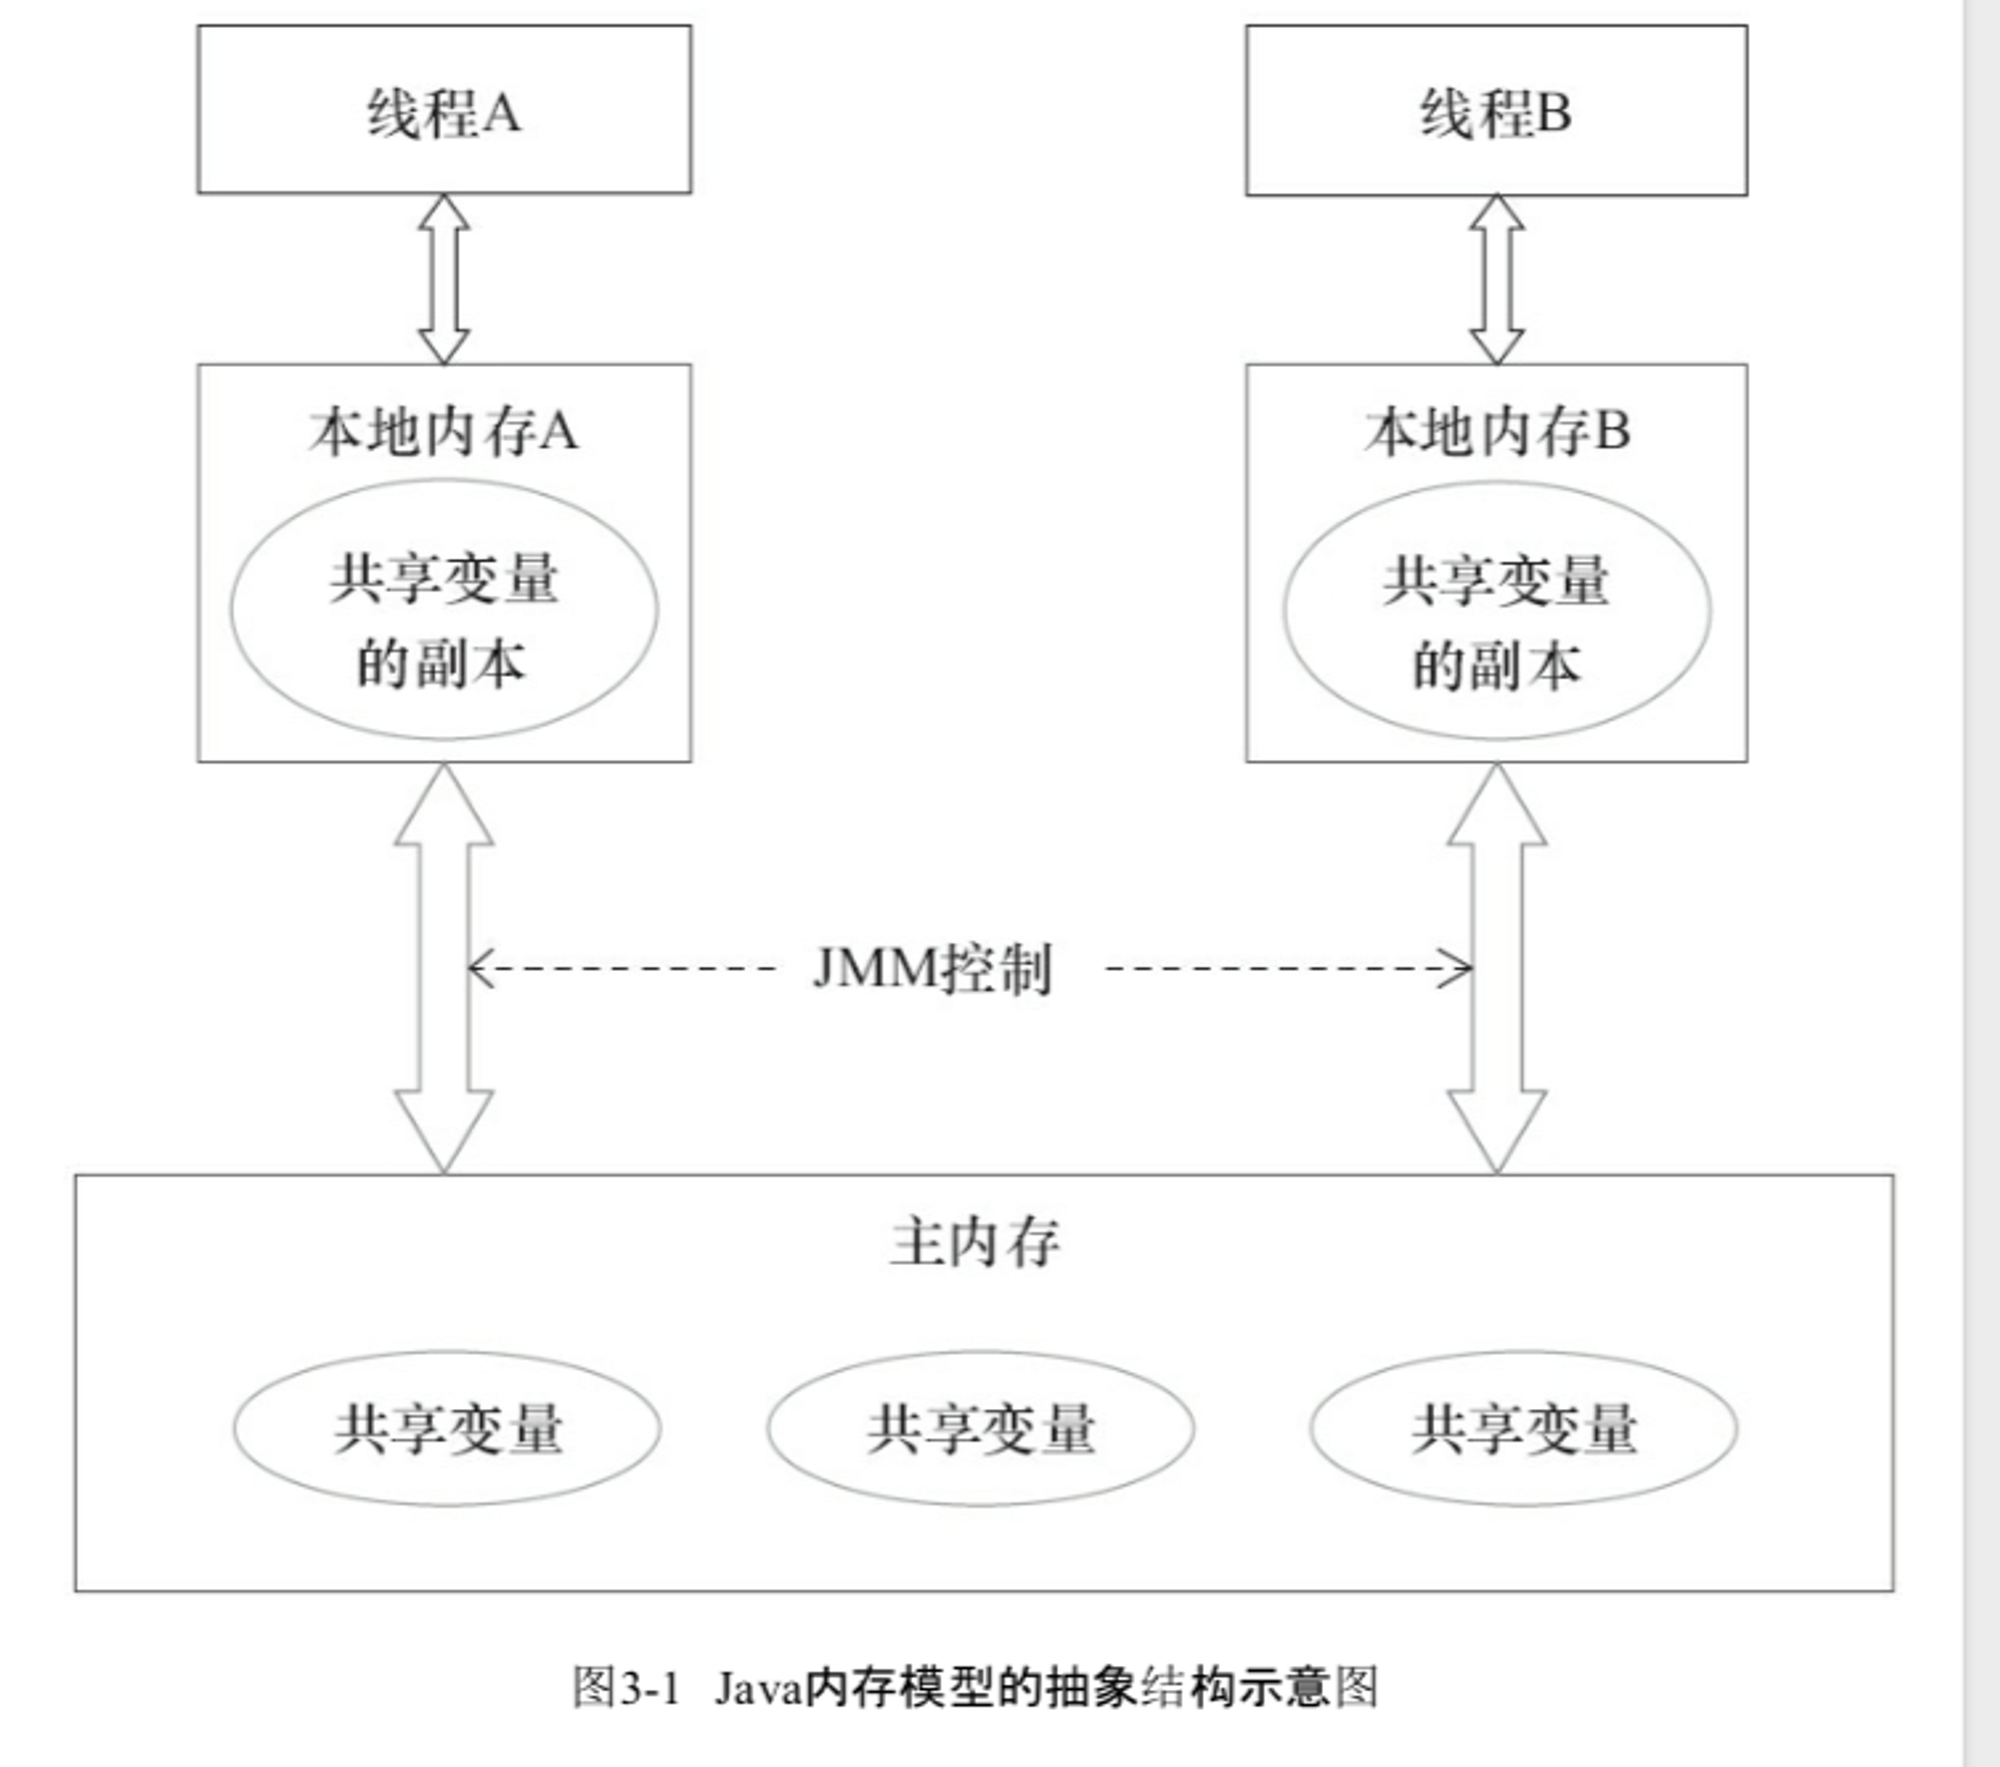 线程A
线程B
本地内存A
本地内存B
共享变量
的副本
共享变量
的副本
JMM控制
主内存
共享变量
共享变量
共享变量
图3-1 Java内存模型的抽象结构示意图